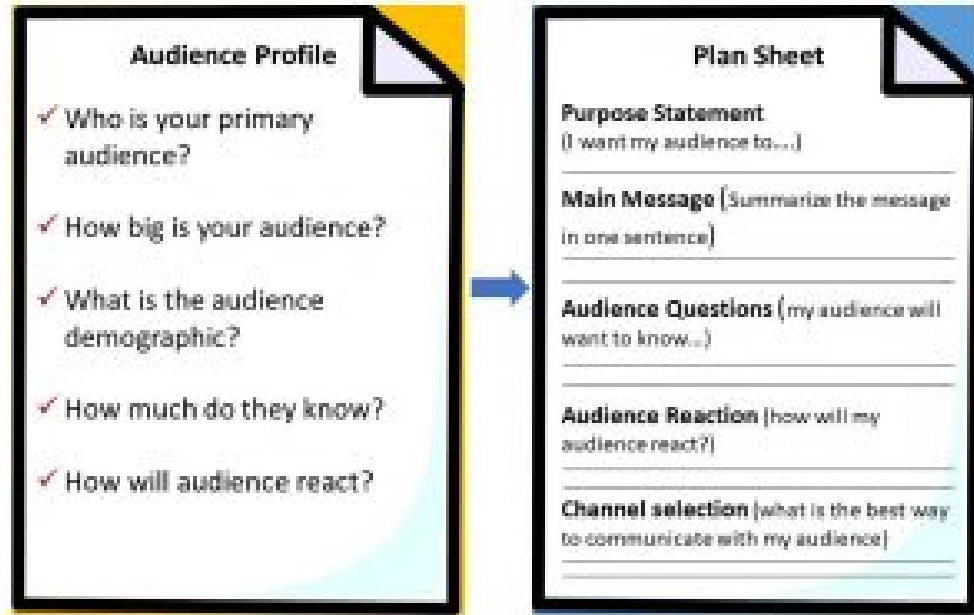 Audience Profile
Who is your primary
audience?
How big is your audience?
What is the audience
demographic?
How much do they know?
How will audience react?
Plan Sheet
Purpose Statement
(I want my audience to...)
Main Message (Summarize the message
in one sentence)
Audience Questions (my audience will
want to know...)
Audience Reaction (how will my
audience react?)
Channel selection (what is the best way
to communicate with my audience)